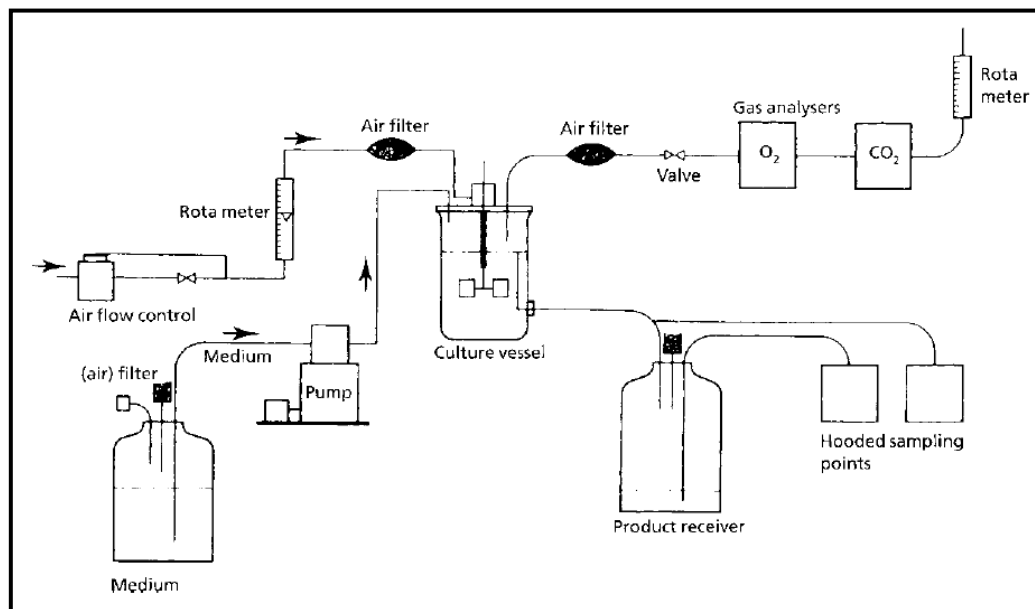 Rota
meter
Gas analysers
Air filter
Air filter
O₂
CO₂
Valve
Rota meter
Air flow control
Medium
Culture vessel
(air) filter
Pump
Hooded sampling
points
Product receiver
Medium